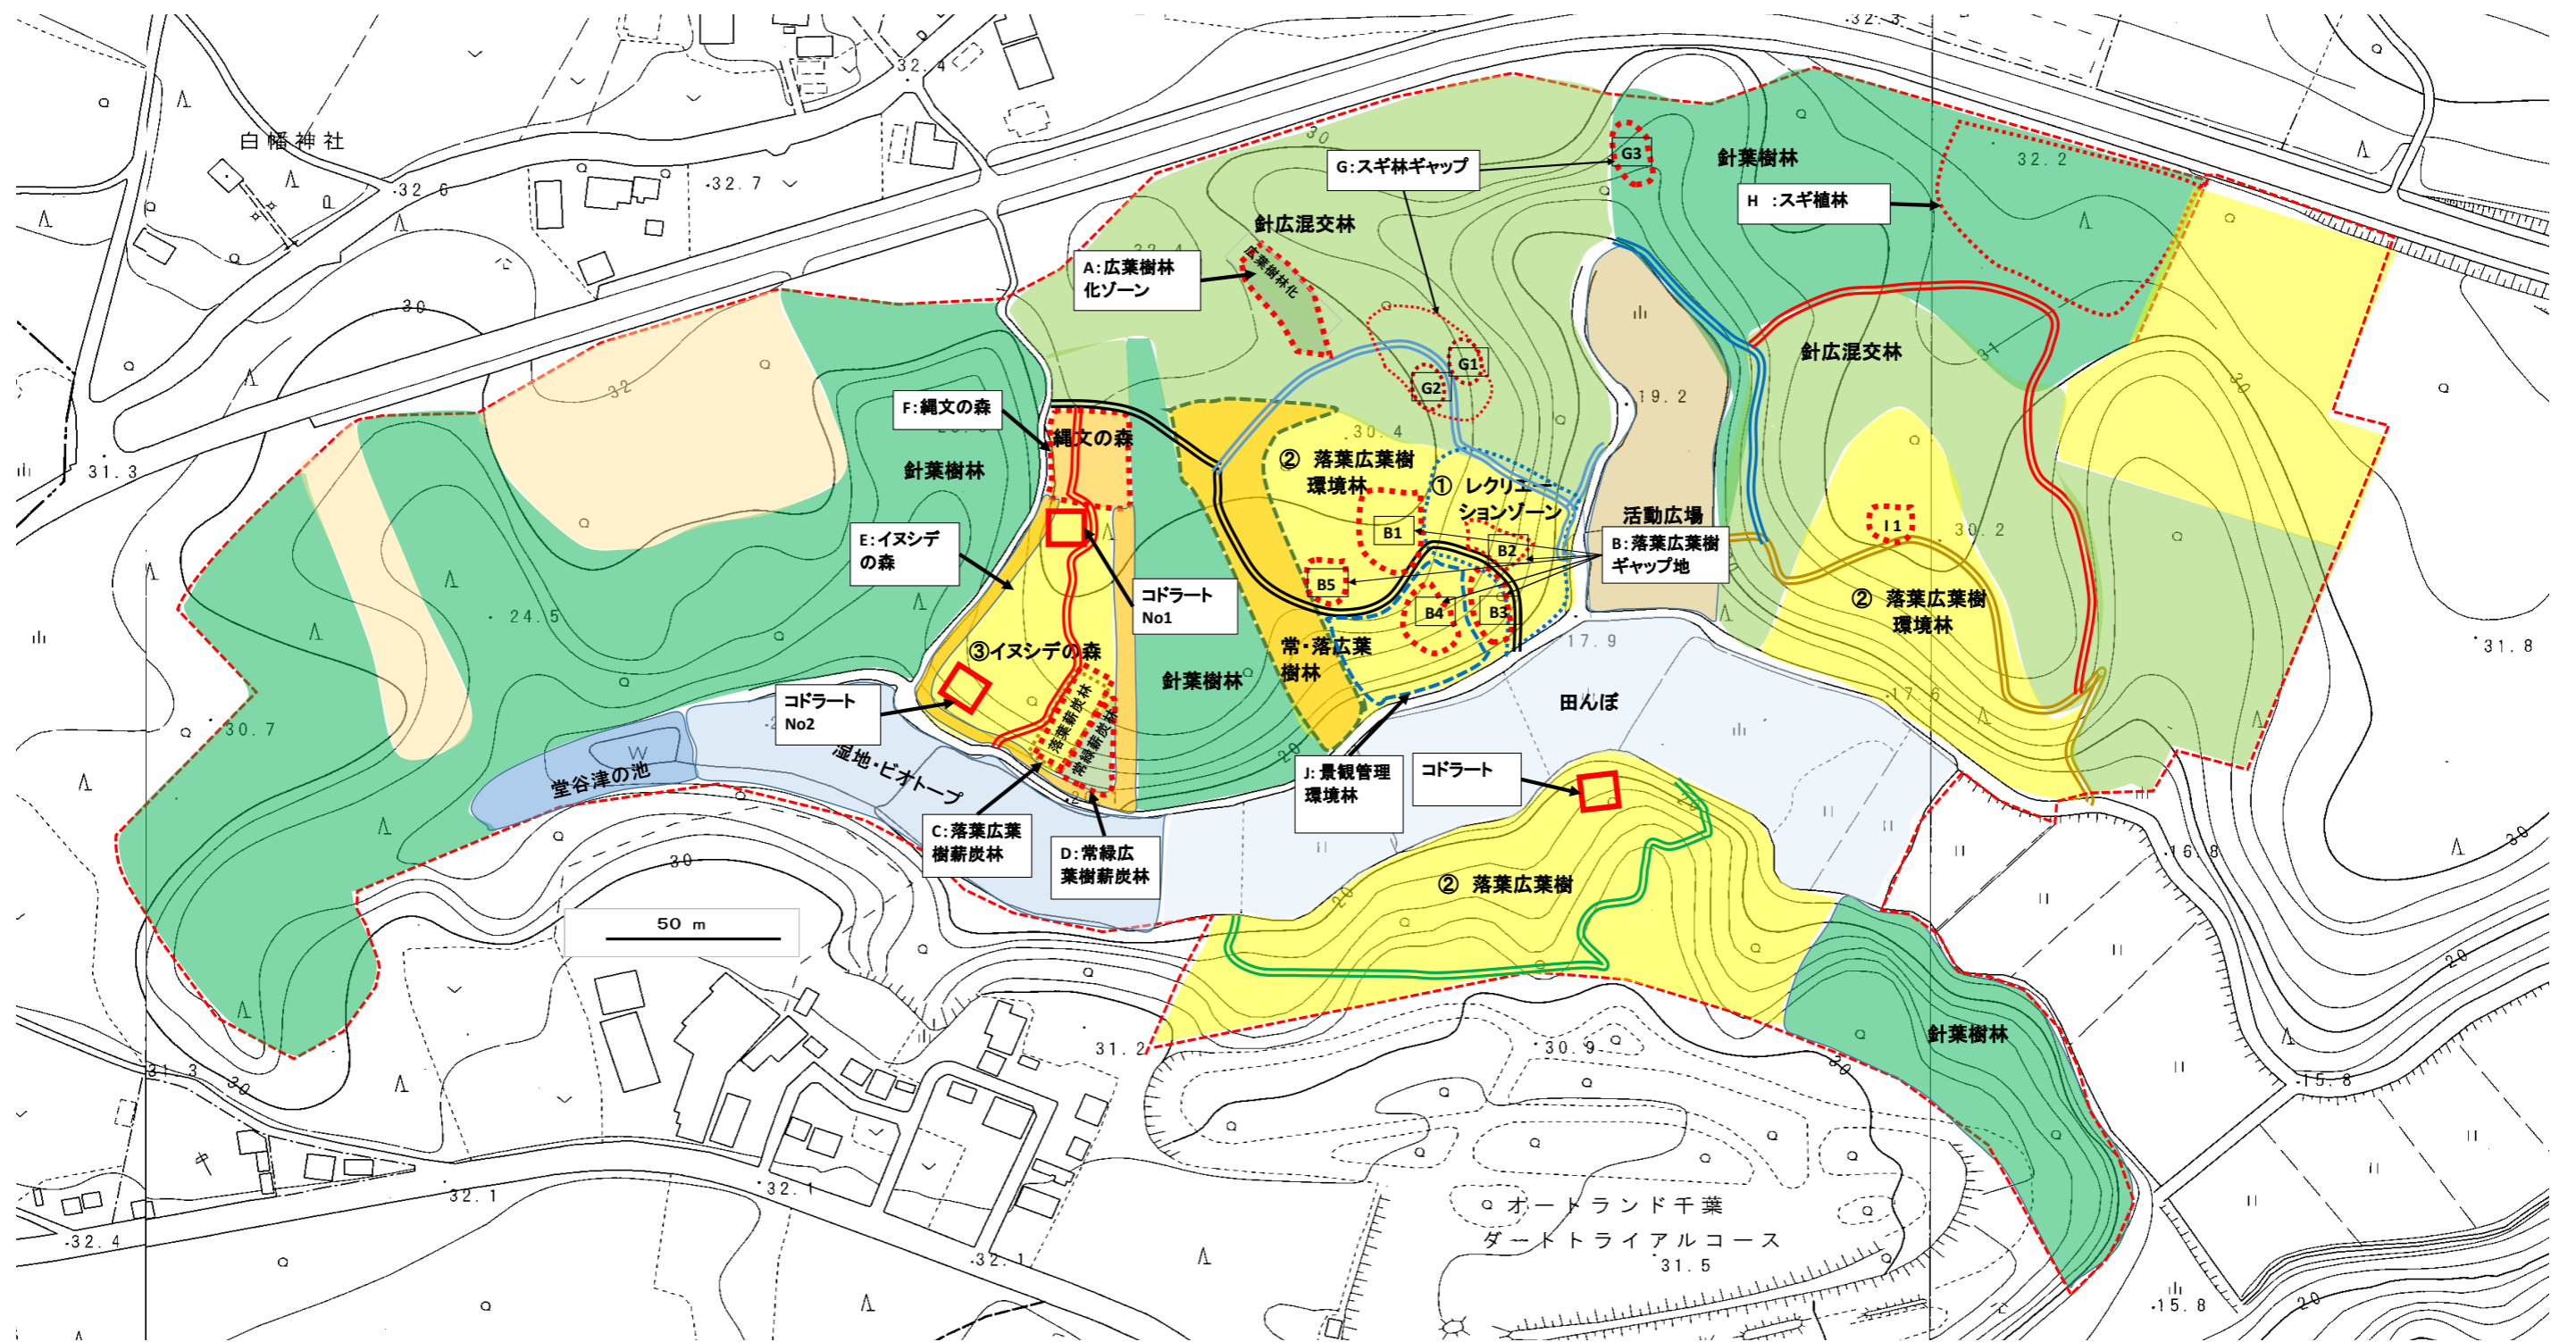 32.3
32.4
白幡神社
32.6
32.7
30
G3
針葉樹林
32.2
G:スギ林ギャップ
H :スギ植林
針広混交林
32.4
A:広葉樹林
化ゾーン
広葉樹林化
30
32
G1
G2
針広混交林
31
30
19.2
F:縄文の森
縄文の森
30.4
② 落葉広葉樹
環境林
① レクリエー
ションゾーン
31.3
針葉樹林
活動広場
B1
B2
B:落葉広葉樹
ギャップ地
I1
30.2
E:イヌシデ
の森
コドラート
No1
B5
B4
B3
② 落葉広葉樹
環境林
24.5
③イヌシデの森
常・落広葉
樹林
17.9
31.8
針葉樹林
コドラート
No2
落葉薪炭林
常緑薪炭林
田んぼ
17.6
30.7
湿地・ビオトープ
堂谷津の池
J:景観管理
環境林
コドラート
20
C:落葉広葉
樹薪炭林
D:常緑広
葉樹薪炭林
30
16.8
30
② 落葉広葉樹
20
50 m
20
針葉樹林
31.2
30.9
30
31.3
30
15.8
オートランド千葉
ダートトライアルコース
31.5
32.1
32.1
32.4
32.1
15.8
20